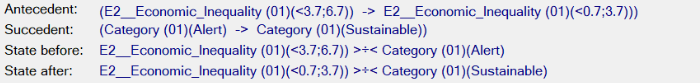 Antecedent: (E2__Economic_Inequality (01)(<3.7;6.7)) -> E2__Economic_Inequality (01)(<0.7;3.7)))
Succedent: (Category (01)(Alert) -> Category (01)(Sustainable))
State before: E2__Economic_Inequality (01)(<3.7;6.7)) >÷< Category (01)(Alert)
State after: E2__Economic_Inequality (01)(<0.7;3.7)) >÷< Category (01)(Sustainable)